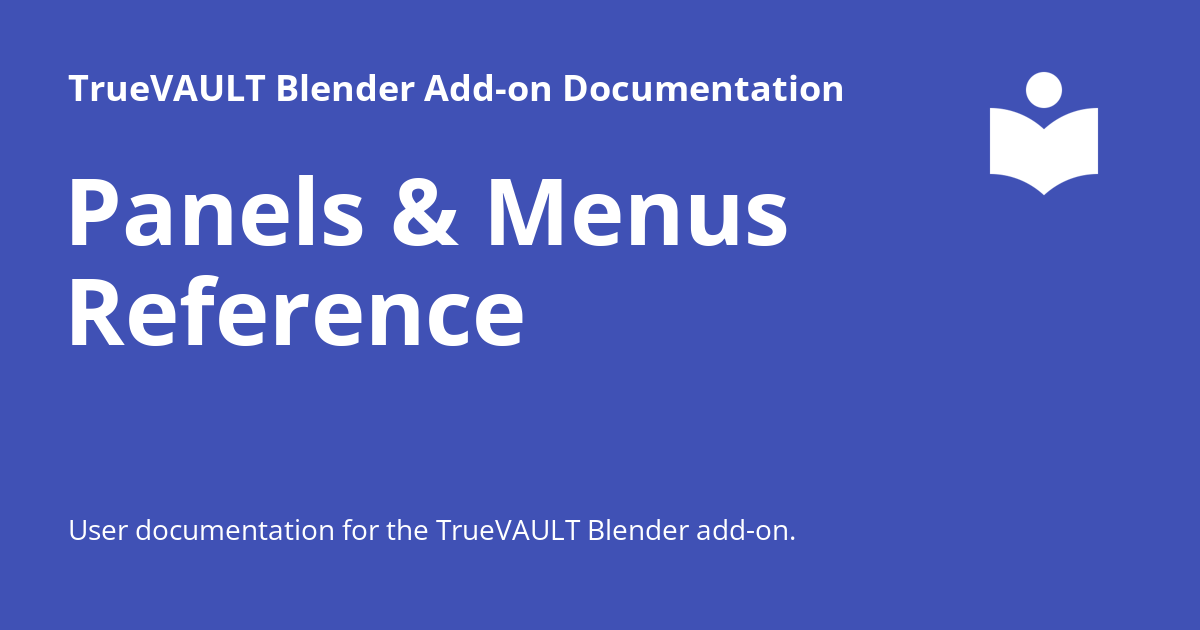 TrueVAULT Blender Add-on Documentation
Panels & Menus
Reference
User documentation for the TrueVAULT Blender add-on.